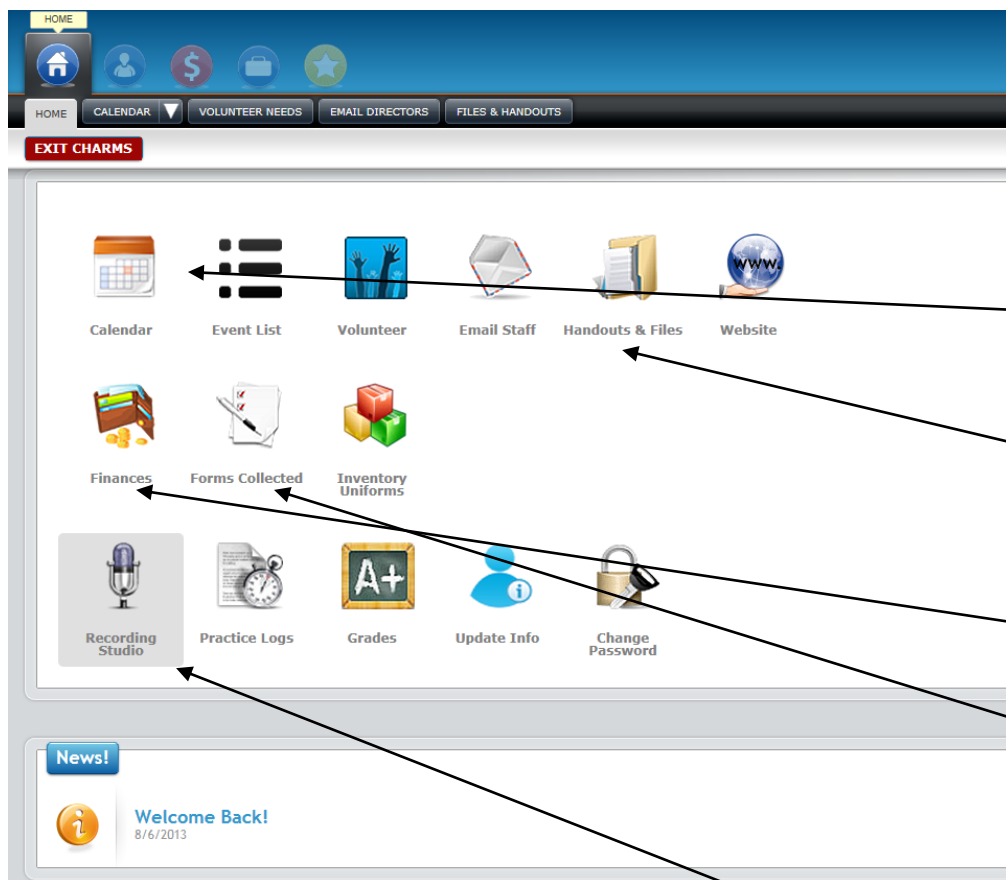 HOME
HOME
CALENDAR
VOLUNTEER NEEDS
EMAIL DIRECTORS
FILES & HANDOUTS
EXIT CHARMS
www.
Calendar
Event List
Volunteer
Email Staff
Handouts & Files
Website
Finances
Forms Collected
Inventory
Uniforms
A+
Recording
Studio
Practice Logs
Grades
Update Info
Change
Password
News!
Welcome Back!
8/6/2013